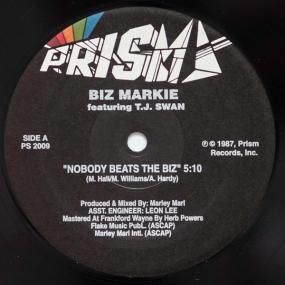 PRISM
BIZ MARKIE
featuring T.J. SWAN
SIDE A
PS 2009
℗ © 1987, Prism
Records, Inc.
"NOBODY BEATS THE BIZ" 5:10
(M. Hall/M. Williams/A. Hardy)
Produced & Mixed By: Marley Marl
ASST. ENGINEER: LEON LEE
Mastered At Frankford Wayne By Herb Powers
Flake Music Publ. (ASCAP)
Marley Marl Intl. (ASCAP)